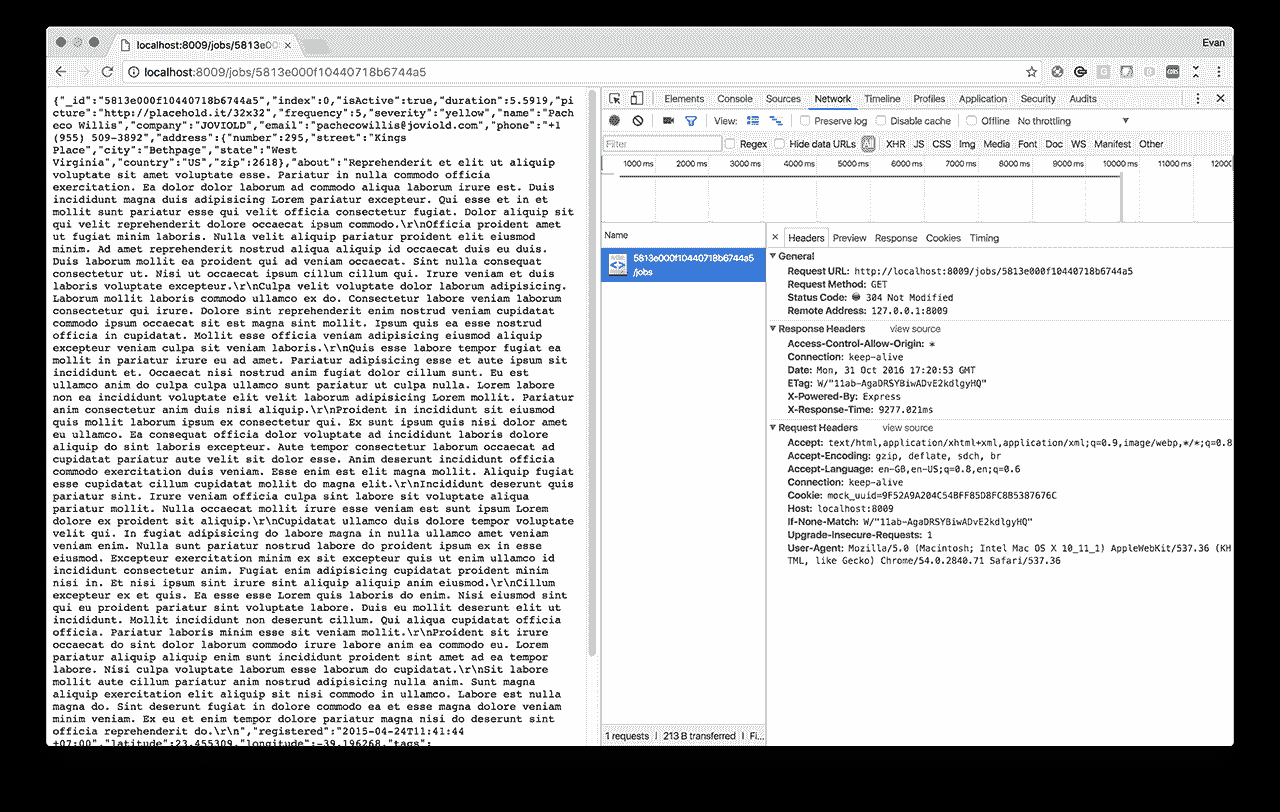 localhost:8009/jobs/5813e00
Evan
localhost:8009/jobs/5813e000f10440718b6744a5
{"_id":"5813e000f10440718b6744a5","index":0,"isActive":true,"duration":5.5919,"pi
cture":"http://placehold.it/32x32","frequency":5,"severity":"yellow","name":"Pach
eco Willis","company":"JOVIOLD","email":"pachecowillis@joviold.com","phone":"+1
(955) 509-3892","address":{"number":295,"street":"Kings
Place","city":"Bethpage","state":"West
Virginia","country":"US","zip":2618},"about":"Reprehenderit et elit ut aliquip
voluptate sit amet voluptate esse. Pariatur in nulla commodo officia
exercitation. Ea dolor dolor laborum ad commodo aliqua laborum irure est. Duis
incididunt magna duis adipisicing Lorem pariatur excepteur. Qui esse et in et
mollit sunt pariatur esse qui velit officia consectetur fugiat. Dolor aliquip sit
qui velit reprehenderit dolore occaecat ipsum commodo.\r\nOfficia proident amet
ut fugiat minim laboris. Nulla velit aliquip pariatur proident elit eiusmod
minim. Ad amet reprehenderit nostrud aliqua aliquip id occaecat duis eu duis.
Duis laborum mollit ea proident qui ad veniam occaecat. Sint nulla consequat
consectetur ut. Nisi ut occaecat ipsum cillum cillum qui. Irure veniam et duis
laboris voluptate excepteur.\r\nCulpa velit voluptate dolor laborum adipisicing.
Laborum mollit laboris commodo ullamco ex do. Consectetur labore veniam laborum
consectetur qui irure. Dolore sint reprehenderit enim nostrud veniam cupidatat
commodo ipsum occaecat sit est magna sint mollit. Ipsum quis ea esse nostrud
officia in cupidatat. Mollit esse officia veniam adipisicing eiusmod aliquip
excepteur veniam culpa sit veniam laboris.\r\nQuis esse labore tempor fugiat ea
mollit in pariatur irure eu ad amet. Pariatur adipisicing esse et aute ipsum sit
incididunt et. Occaecat nisi nostrud anim fugiat dolor cillum sunt. Eu est
ullamco anim do culpa culpa ullamco sunt pariatur ut culpa nulla. Lorem labore
non ea incididunt voluptate elit velit laborum adipisicing Lorem mollit. Pariatur
anim consectetur anim duis nisi aliquip.\r\nProident in incididunt sit eiusmod
quis mollit laborum ipsum ex consectetur qui. Ex sunt ipsum quis nisi dolor amet
eu ullamco. Ea consequat officia dolor voluptate ad incididunt laboris dolore
aliquip do sint laboris excepteur. Aute tempor consectetur laborum occaecat ad
cupidatat pariatur aute velit sit dolor esse. Anim deserunt incididunt officia
commodo exercitation duis veniam. Esse enim est elit magna mollit. Aliquip fugiat
esse cupidatat cillum cupidatat mollit do magna elit.\r\nIncididunt deserunt quis
pariatur sint. Irure veniam officia culpa sint labore sit voluptate aliqua
pariatur mollit. Nulla occaecat mollit irure esse veniam est sunt ipsum Lorem
dolore ex proident sit aliquip.\r\nCupidatat ullamco duis dolore tempor voluptate
velit qui. In fugiat adipisicing do labore magna in nulla ullamco amet veniam
veniam enim. Nulla sunt pariatur nostrud labore do proident ipsum ex in esse
eiusmod. Excepteur exercitation minim ex sit excepteur quis ut enim ullamco id
incididunt consectetur anim. Fugiat enim adipisicing cupidatat proident minim
nisi in. Et nisi ipsum sint irure sint aliquip aliquip anim eiusmod.\r\nCillum
excepteur ex et quis. Ea esse esse Lorem quis laboris do enim. Nisi eiusmod sint
qui eu proident pariatur sint voluptate labore. Duis eu mollit deserunt elit ut
incididunt. Mollit incididunt non deserunt cillum. Qui aliqua cupidatat officia
officia. Pariatur laboris minim esse sit veniam mollit.\r\nProident sit irure
occaecat do sint dolor laborum commodo irure labore anim ea commodo eu. Lorem
pariatur aliquip aliquip enim sunt incididunt proident sint amet ad ea tempor
labore. Nisi culpa voluptate laborum esse laborum do cupidatat.\r\nSit labore
mollit aute cillum pariatur anim nostrud adipisicing nulla anim. Sunt magna
aliquip exercitation elit aliquip sit nisi commodo in ullamco. Labore est nulla
magna do. Sint deserunt fugiat in dolore commodo ea et esse magna dolore veniam
minim veniam. Ex eu et enim tempor dolore pariatur magna nisi do deserunt sint
officia reprehenderit do.\r\n","registered":"2015-04-24T11:41:44
+07:00","latitude":23.455309,"longitude":-39.196268,"tags":
Elements Console Sources Network Timeline Profiles Application Security Audits
View: Preserve log Disable cache Offline No throttling
Filter Regex Hide data URLs All XHR JS CSS Img Media Font Doc WS Manifest Other
1000 ms 2000 ms 3000 ms 4000 ms 5000 ms 6000 ms 7000 ms 8000 ms 9000 ms 10000 ms 11000 ms 12000
Name
5813e000f10440718b6744a5
/jobs
1 requests | 213 B transferred | Fi...
Headers Preview Response Cookies Timing
General
Request URL: http://localhost:8009/jobs/5813e000f10440718b6744a5
Request Method: GET
Status Code: 304 Not Modified
Remote Address: 127.0.0.1:8009
Response Headers view source
Access-Control-Allow-Origin: *
Connection: keep-alive
Date: Mon, 31 Oct 2016 17:20:53 GMT
ETag: W/"11ab-AgaDRSYBiwADvE2kdlgyHQ"
X-Powered-By: Express
X-Response-Time: 9277.021ms
Request Headers view source
Accept: text/html,application/xhtml+xml,application/xml;q=0.9,image/webp,*/*;q=0.8
Accept-Encoding: gzip, deflate, sdch, br
Accept-Language: en-GB,en-US;q=0.8,en;q=0.6
Connection: keep-alive
Cookie: mock_uuid=9F52A9A204C54BFF85D8FC8B5387676C
Host: localhost:8009
If-None-Match: W/"11ab-AgaDRSYBiwADvE2kdlgyHQ"
Upgrade-Insecure-Requests: 1
User-Agent: Mozilla/5.0 (Macintosh; Intel Mac OS X 10_11_1) AppleWebKit/537.36 (KH
TML, like Gecko) Chrome/54.0.2840.71 Safari/537.36